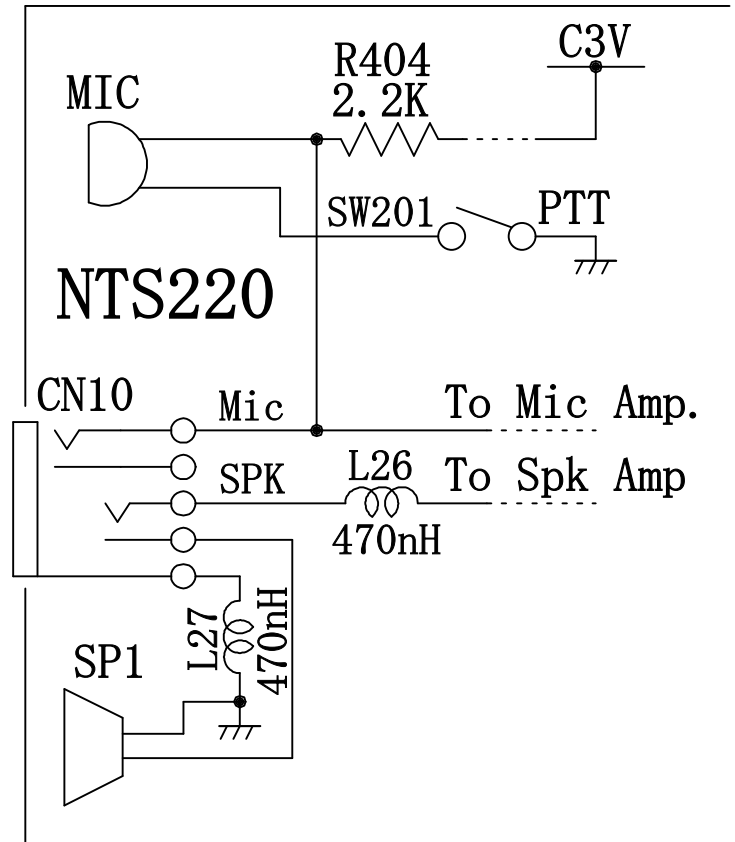 C3V
R404
2.2K
MIC
SW201
PTT
NTS220
CN10
Mic
To Mic Amp.
SPK
L26
To Spk Amp
470nH
L27
470nH
SP1